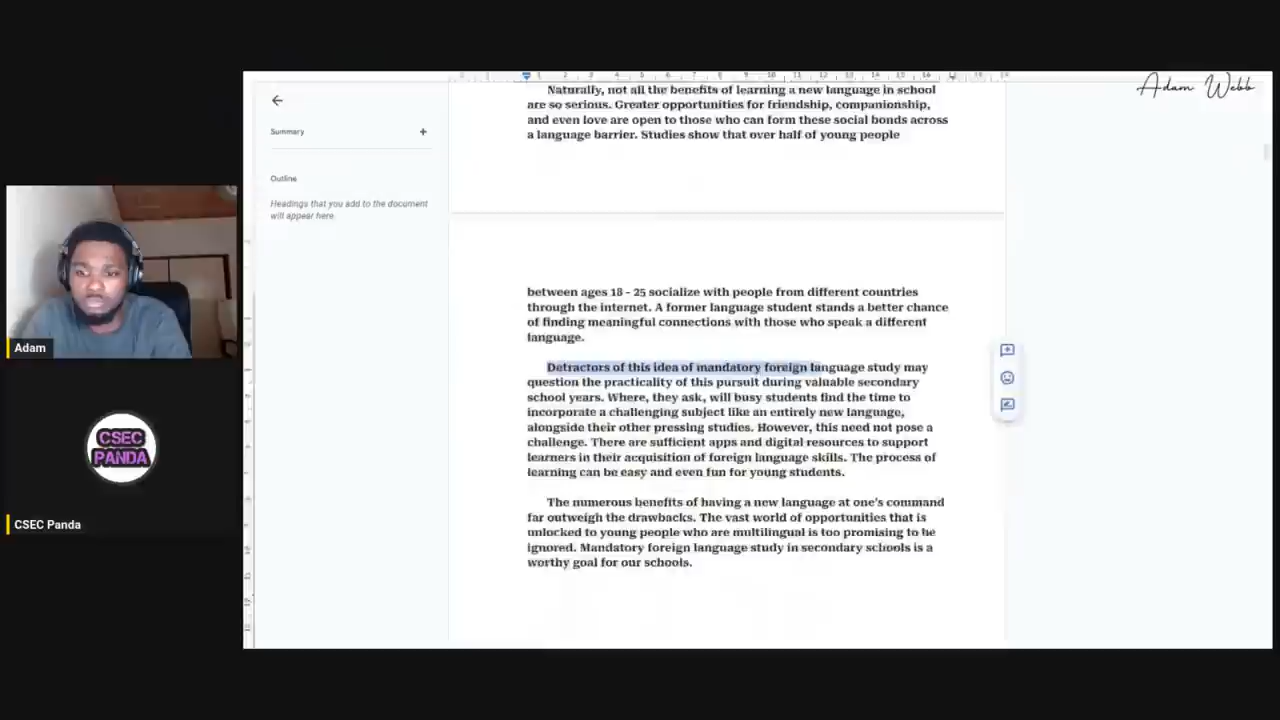 Adam Webb
Summary
+
Outline
Headings that you add to the document
will appear here
Naturally, not all the benefits of learning a new language in school
are so serious. Greater opportunities for friendship, companionship,
and even love are open to those who can form these social bonds across
a language barrier. Studies show that over half of young people
between ages 18 - 25 socialize with people from different countries
through the internet. A former language student stands a better chance
of finding meaningful connections with those who speak a different
language.
Detractors of this idea of mandatory foreign language study may
question the practicality of this pursuit during valuable secondary
school years. Where, they ask, will busy students find the time to
incorporate a challenging subject like an entirely new language,
alongside their other pressing studies. However, this need not pose a
challenge. There are sufficient apps and digital resources to support
learners in their acquisition of foreign language skills. The process of
learning can be easy and even fun for young students.
The numerous benefits of having a new language at one's command
far outweigh the drawbacks. The vast world of opportunities that is
unlocked to young people who are multilingual is too promising to be
ignored. Mandatory foreign language study in secondary schools is a
worthy goal for our schools.
Adam
CSEC
PANDA
CSEC Panda